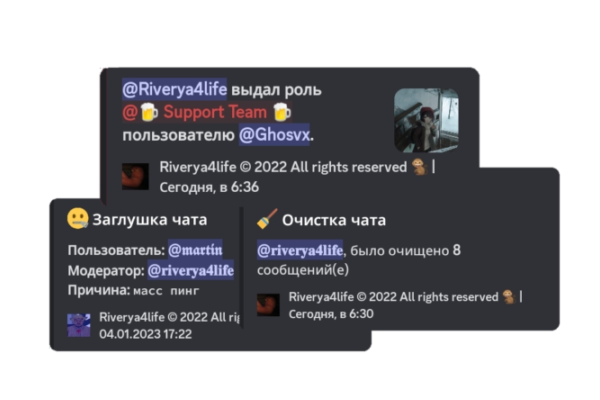 @Riverya4life выдал роль
@🍺 Support Team 🍺
пользователю @Ghosvx.
Riverya4life © 2022 All rights reserved 🐒 |
Сегодня, в 6:36
🤐 Заглушка чата
Пользователь: @𝖒𝖆𝖗𝖙𝖎𝖓
Модератор: @𝐫𝐢𝐯𝐞𝐫𝐲𝐚𝟒𝐥𝐢𝐟𝐞
Причина: масс пинг
Riverya4life © 2022 All rig
04.01.2023 17:22
🧹 Очистка чата
@𝐫𝐢𝐯𝐞𝐫𝐲𝐚𝟒𝐥𝐢𝐟𝐞, было очищено 8
сообщений(е)
Riverya4life © 2022 All rights reserved 🐒 |
Сегодня, в 6:30